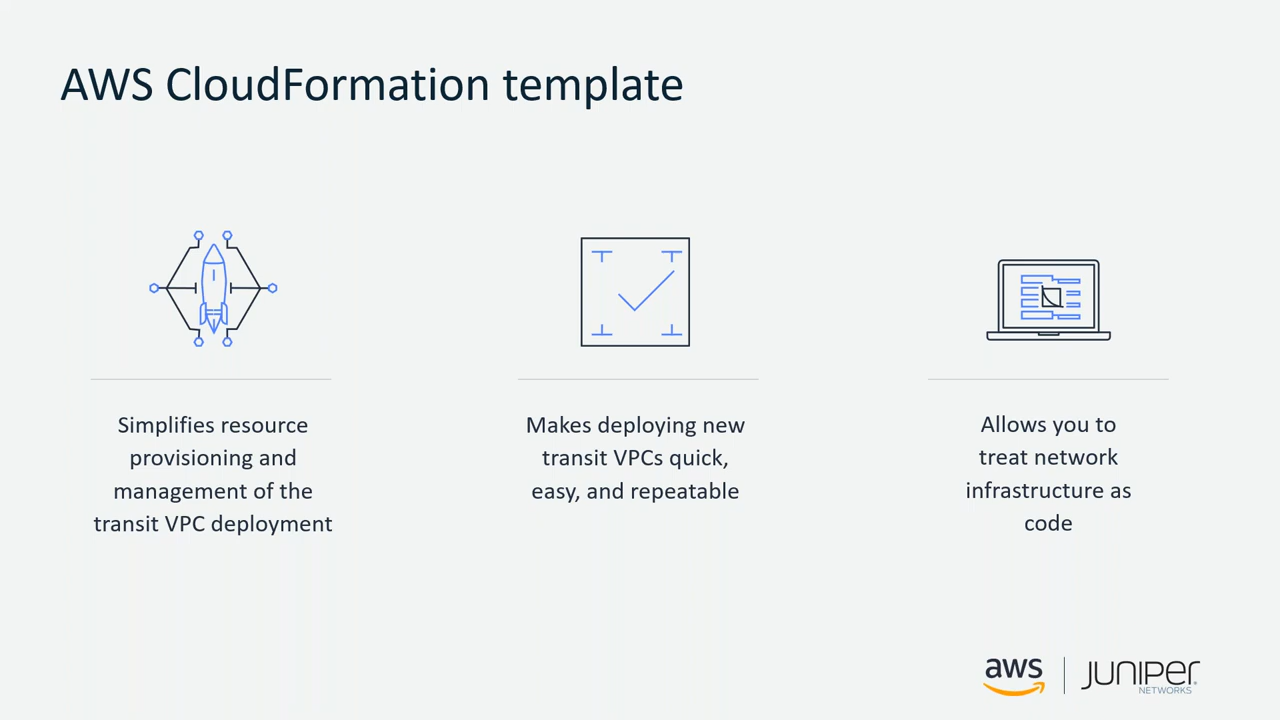 AWS CloudFormation template
Simplifies resource
provisioning and
management of the
transit VPC deployment
Makes deploying new
transit VPCs quick,
easy, and repeatable
Allows you to
treat network
infrastructure as
code
aws
JUNIPER
NETWORKS